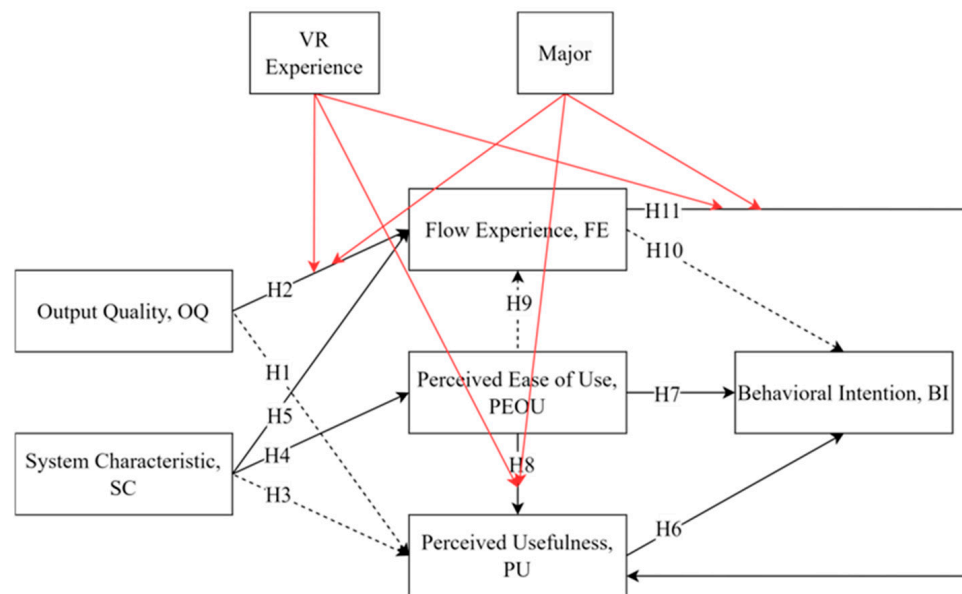 VR
Experience
Major
Flow Experience, FE
H11
H10
H2
Output Quality, OQ
H9
H1
Perceived Ease of Use,
PEOU
H7
Behavioral Intention, BI
H5
H4
System Characteristic,
SC
H8
H3
Perceived Usefulness,
PU
H6